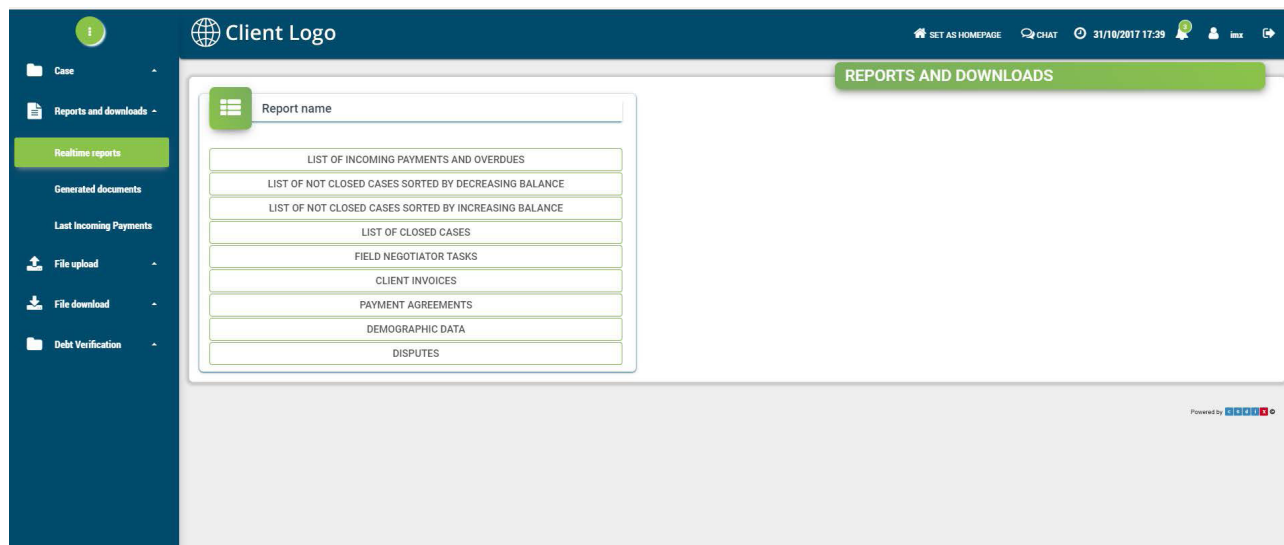 Client Logo
SET AS HOMEPAGE CHAT 31/10/2017 17:39 imx
Case
Reports and downloads
Realtime reports
Generated documents
Last Incoming Payments
File upload
File download
Debt Verification
REPORTS AND DOWNLOADS
Report name
LIST OF INCOMING PAYMENTS AND OVERDUES
LIST OF NOT CLOSED CASES SORTED BY DECREASING BALANCE
LIST OF NOT CLOSED CASES SORTED BY INCREASING BALANCE
LIST OF CLOSED CASES
FIELD NEGOTIATOR TASKS
CLIENT INVOICES
PAYMENT AGREEMENTS
DEMOGRAPHIC DATA
DISPUTES
Powered by codix ©